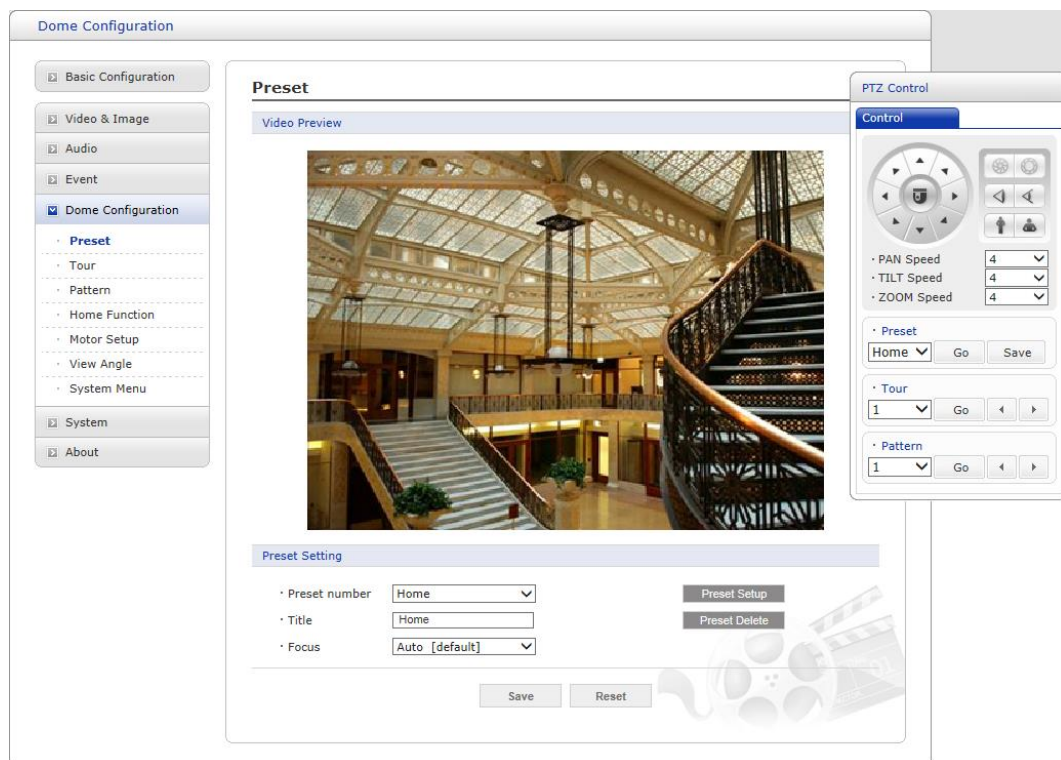 Dome Configuration
Basic Configuration
Video & Image
Audio
Event
Dome Configuration
· Preset
· Tour
· Pattern
· Home Function
· Motor Setup
· View Angle
· System Menu
System
About
Preset
Video Preview
Preset Setting
· Preset number Home Preset Setup
· Title Home Preset Delete
· Focus Auto [default]
Save Reset
PTZ Control
Control
· PAN Speed 4
· TILT Speed 4
· ZOOM Speed 4
· Preset
Home Go Save
· Tour
1 Go
· Pattern
1 Go